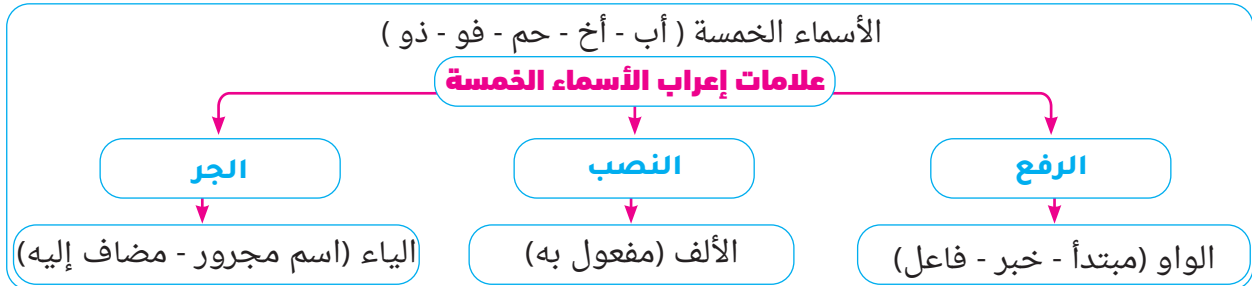 الأسماء الخمسة ( أب - أخ - حم - فو - ذو )
علامات إعراب الأسماء الخمسة
الرفع
النصب
الجر
الواو (مبتدأ - خبر - فاعل)
الألف (مفعول به)
الياء (اسم مجرور - مضاف إليه)